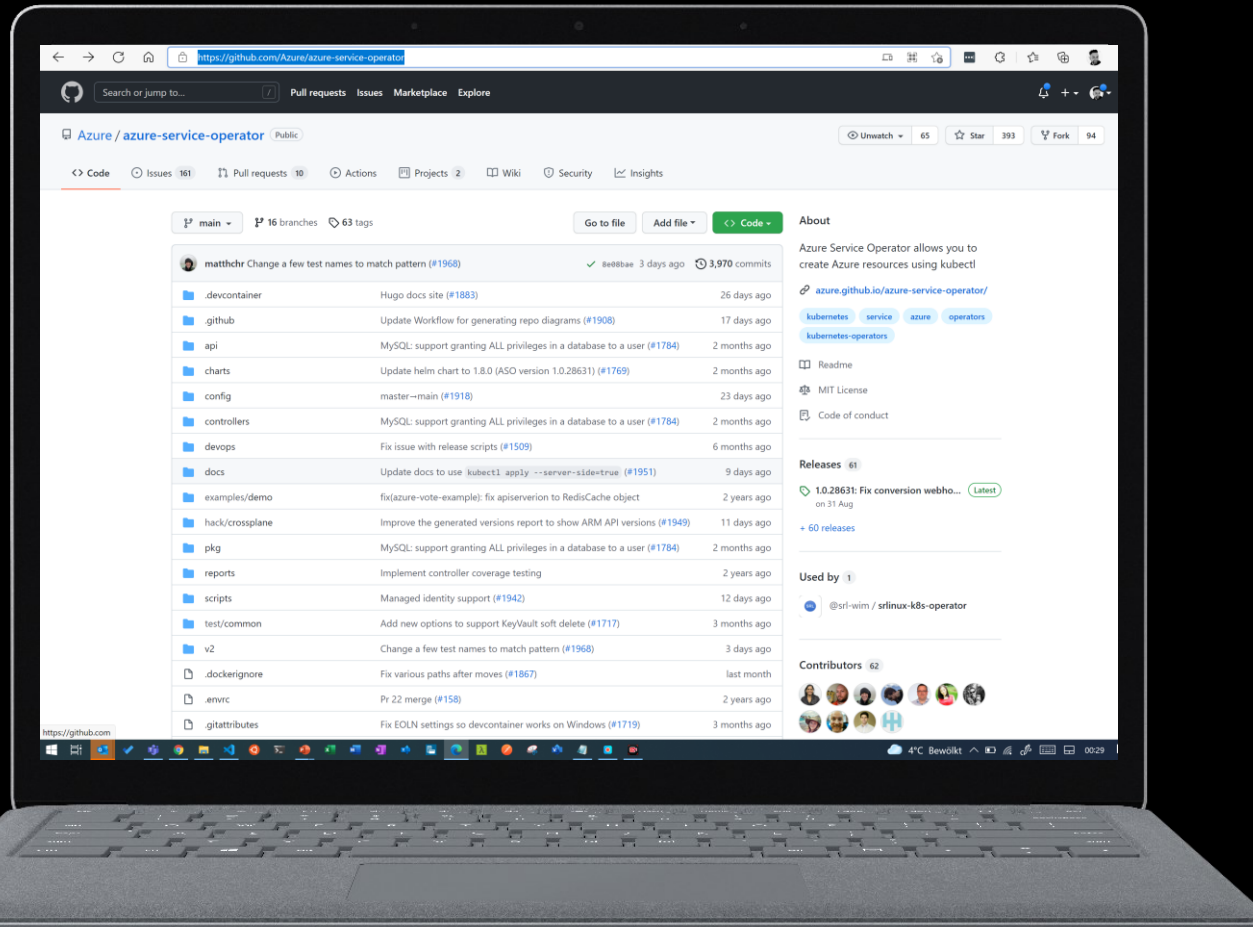 https://github.com/Azure/azure-service-operator
Search or jump to... /
Pull requests Issues Marketplace Explore
Azure / azure-service-operator Public
Unwatch 65 Star 393 Fork 94
Code Issues 161 Pull requests 10 Actions Projects 2 Wiki Security Insights
main 16 branches 63 tags Go to file Add file Code
matthchr Change a few test names to match pattern (#1968) 8e08bae 3 days ago 3,970 commits
.devcontainer Hugo docs site (#1883) 26 days ago
.github Update Workflow for generating repo diagrams (#1908) 17 days ago
api MySQL: support granting ALL privileges in a database to a user (#1784) 2 months ago
charts Update helm chart to 1.8.0 (ASO version 1.0.28631) (#1769) 2 months ago
config master→main (#1918) 23 days ago
controllers MySQL: support granting ALL privileges in a database to a user (#1784) 2 months ago
devops Fix issue with release scripts (#1509) 6 months ago
docs Update docs to use kubectl apply --server-side=true (#1951) 9 days ago
examples/demo fix(azure-vote-example): fix apiserverion to RedisCache object 2 years ago
hack/crossplane Improve the generated versions report to show ARM API versions (#1949) 11 days ago
pkg MySQL: support granting ALL privileges in a database to a user (#1784) 2 months ago
reports Implement controller coverage testing 2 years ago
scripts Managed identity support (#1942) 12 days ago
test/common Add new options to support KeyVault soft delete (#1717) 3 months ago
v2 Change a few test names to match pattern (#1968) 3 days ago
.dockerignore Fix various paths after moves (#1867) last month
.envrc Pr 22 merge (#158) 2 years ago
.gitattributes Fix EOLN settings so devcontainer works on Windows (#1719) 3 months ago
About
Azure Service Operator allows you to
create Azure resources using kubectl
azure.github.io/azure-service-operator/
kubernetes service azure operators
kubernetes-operators
Readme
MIT License
Code of conduct
Releases 61
1.0.28631: Fix conversion webho... Latest
on 31 Aug
+ 60 releases
Used by 1
@srl-wim / srlinux-k8s-operator
Contributors 62
https://github.com
4°C Bewölkt 00:29